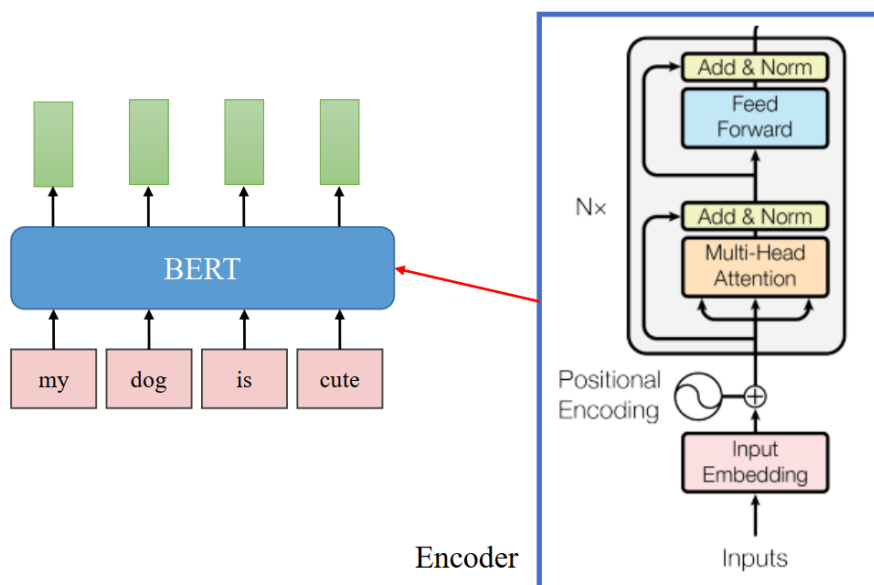 BERT
my
dog
is
cute
Encoder
Add & Norm
Feed
Forward
N×
Add & Norm
Multi-Head
Attention
Positional
Encoding
Input
Embedding
Inputs